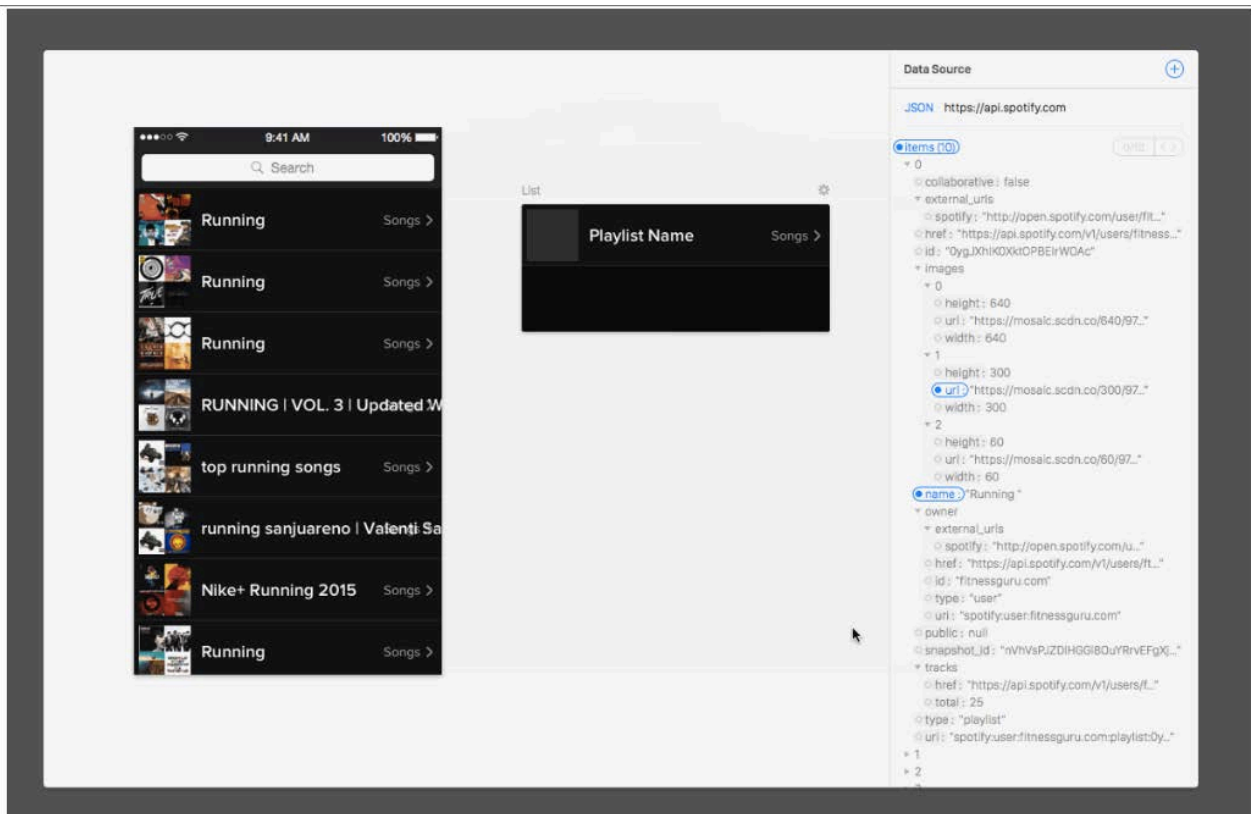 9:41 AM
100%
Search
Running
Songs
Running
Songs
Running
Songs
RUNNING | VOL. 3 | Updated W
top running songs
Songs
running sanjuareno | Valenti Sa
Nike+ Running 2015
Songs
Running
Songs
List
Playlist Name
Songs
Data Source
JSON https://api.spotify.com
items (10)
0
collaborative : false
external_urls
spotify : "http://open.spotify.com/user/fit..."
href : "https://api.spotify.com/v1/users/fitness..."
images
0
height : 640
url : "https://mosaic.scdn.co/640/97..."
width : 640
1
height : 300
url : "https://mosaic.scdn.co/300/97..."
width : 300
2
height : 60
url : "https://mosaic.scdn.co/60/97..."
width : 60
name : "Running "
owner
external_urls
spotify : "http://open.spotify.com/u..."
href : "https://api.spotify.com/v1/users/ft..."
id : "fitnessguru.com"
type : "user"
uri : "spotify:user:fitnessguru.com"
public : null
snapshot_id :
tracks
href : "https://api.spotify.com/v1/users/f..."
total : 25
type : "playlist"
uri : "spotify:user:fitnessguru.com:playlist:0y..."
1
2